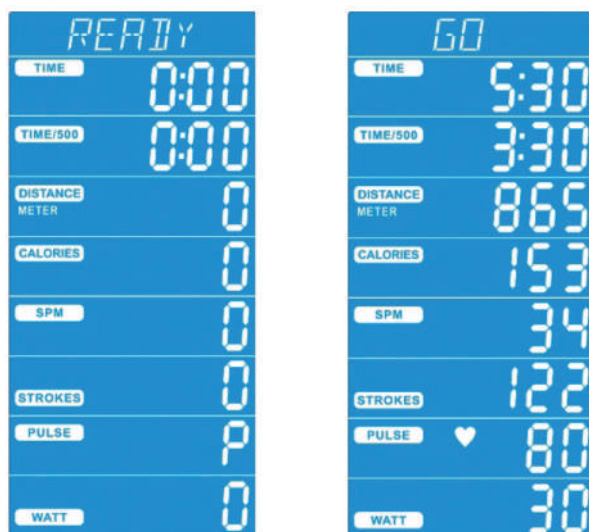 READY
TIME 0:00
TIME/500 0:00
DISTANCE
METER 0
CALORIES 0
SPM 0
STROKES 0
PULSE P
WATT 0
GO
TIME 5:30
TIME/500 3:30
DISTANCE
METER 865
CALORIES 153
SPM 34
STROKES 122
PULSE ♥ 80
WATT 30